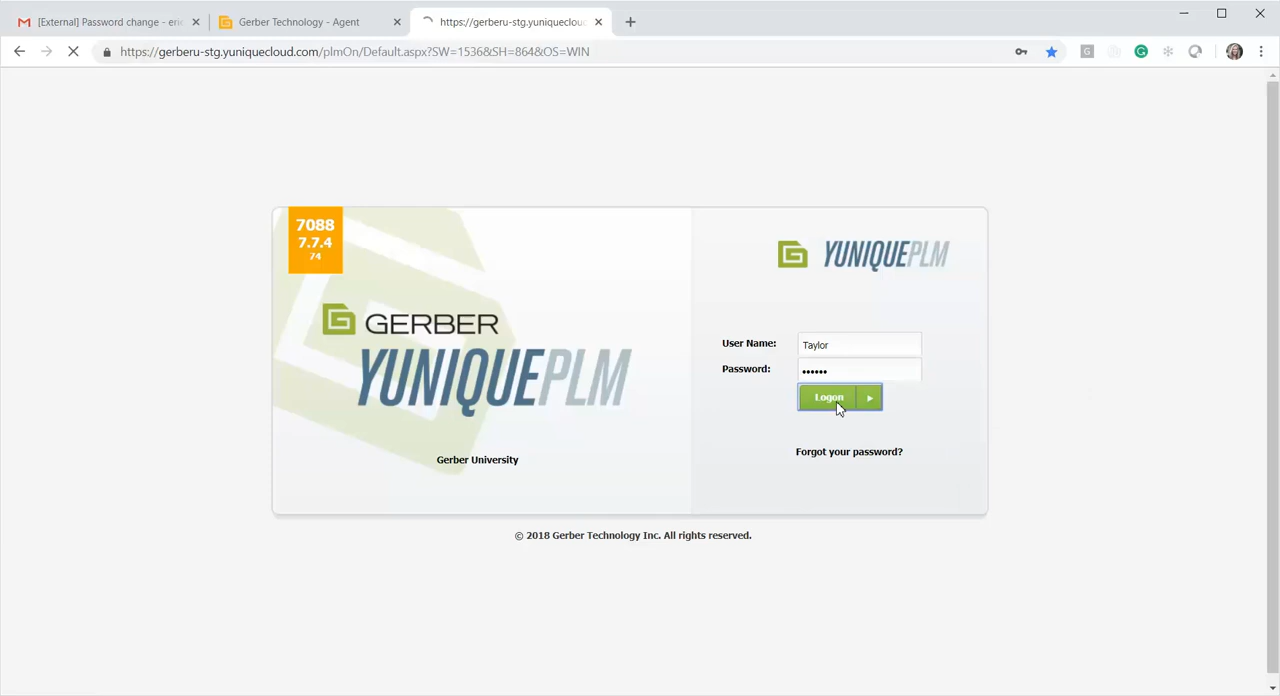 [External] Password change - eric
Gerber Technology - Agent
https://gerberu-stg.yuniquecloud
https://gerberu-stg.yuniquecloud.com/plmOn/Default.aspx?SW=1536&SH=864&OS=WIN
7088
7.7.4
74
GERBER
YUNIQUEPLM
Gerber University
YUNIQUEPLM
User Name: Taylor
Password: ••••••
Logon
Forgot your password?
© 2018 Gerber Technology Inc. All rights reserved.